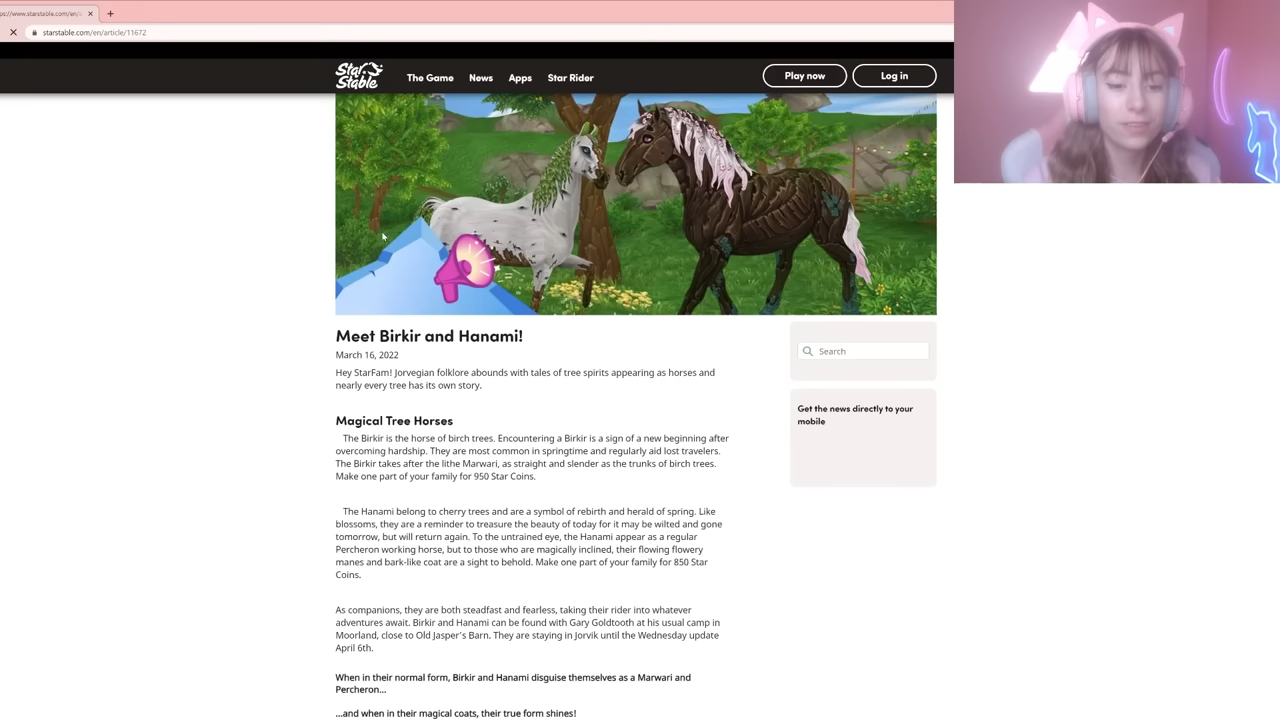 ps://www.starstable.com/en/a
starstable.com/en/article/11672
Star Stable
The Game
News
Apps
Star Rider
Play now
Log in
Meet Birkir and Hanami!
March 16, 2022
Hey StarFam! Jorvegian folklore abounds with tales of tree spirits appearing as horses and
nearly every tree has its own story.
Search
Get the news directly to your
mobile
Magical Tree Horses
The Birkir is the horse of birch trees. Encountering a Birkir is a sign of a new beginning after
overcoming hardship. They are most common in springtime and regularly aid lost travelers.
The Birkir takes after the lithe Marwari, as straight and slender as the trunks of birch trees.
Make one part of your family for 950 Star Coins.
The Hanami belong to cherry trees and are a symbol of rebirth and herald of spring. Like
blossoms, they are a reminder to treasure the beauty of today for it may be wilted and gone
tomorrow, but will return again. To the untrained eye, the Hanami appear as a regular
Percheron working horse, but to those who are magically inclined, their flowing flowery
manes and bark-like coat are a sight to behold. Make one part of your family for 850 Star
Coins.
As companions, they are both steadfast and fearless, taking their rider into whatever
adventures await. Birkir and Hanami can be found with Gary Goldtooth at his usual camp in
Moorland, close to Old Jasper's Barn. They are staying in Jorvik until the Wednesday update
April 6th.
When in their normal form, Birkir and Hanami disguise themselves as a Marwari and
Percheron...
...and when in their magical coats, their true form shines!